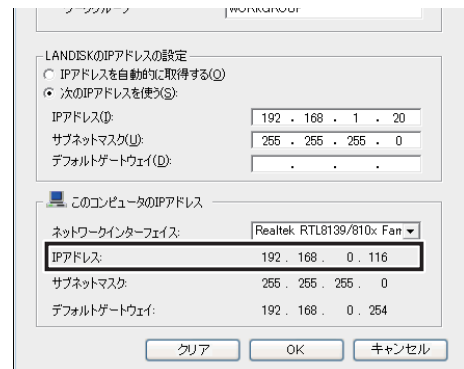 ワークグループ WORKGROUP
LANDISKのIPアドレスの設定
IPアドレスを自動的に取得する(O)
次のIPアドレスを使う(S):
IPアドレス(I): 192 . 168 . 1 . 20
サブネットマスク(U): 255 . 255 . 255 . 0
デフォルトゲートウェイ(D): . . .
このコンピュータのIPアドレス
ネットワークインターフェイス: Realtek RTL8139/810x Fam
IPアドレス: 192 . 168 . 0 . 116
サブネットマスク: 255 . 255 . 255 . 0
デフォルトゲートウェイ: 192 . 168 . 0 . 254
クリア OK キャンセル